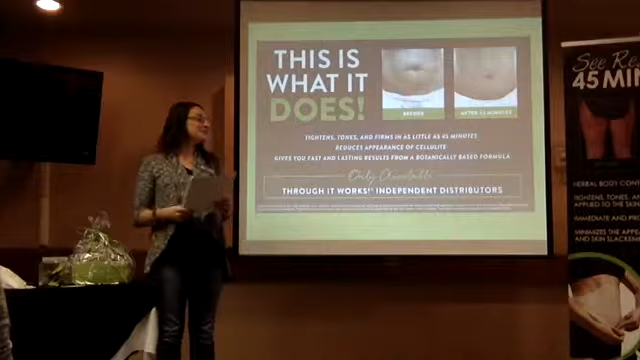 THIS IS
WHAT IT
DOES!
BEFORE
AFTER 45 MINUTES
TIGHTENS, TONES, AND FIRMS IN AS LITTLE AS 45 MINUTES
REDUCES APPEARANCE OF CELLULITE
GIVES YOU FAST AND LASTING RESULTS FROM A BOTANICALLY BASED FORMULA
Only Available
THROUGH IT WORKS! INDEPENDENT DISTRIBUTORS
See Re
45 MI
HERBAL BODY CON
TIGHTENS, TONES,
APPLIED TO THE SKIN
IMMEDIATE AND PRO
MINIMIZES THE APPE
AND SKIN SLACKENE